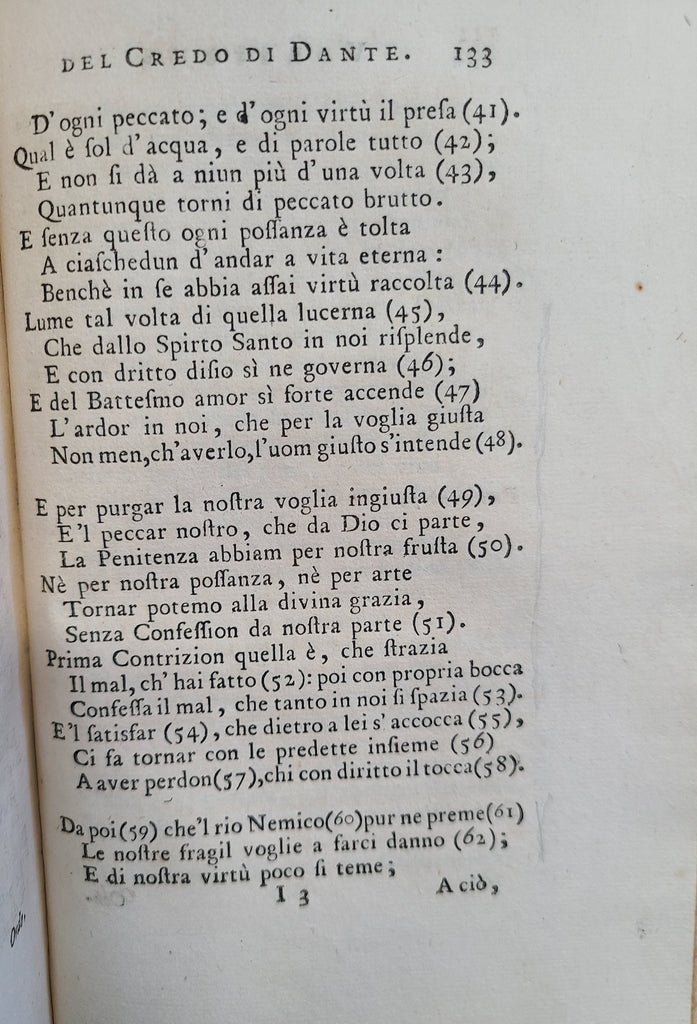 DEL CREDO DI DANTE. 133
D'ogni peccato; e d'ogni virtù il preſa (41).
Qual è ſol d'acqua, e di parole tutto (42);
E non ſi dà a niun più d'una volta (43),
Quantunque torni di peccato brutto.
E ſenza queſto ogni poſſanza è tolta
A ciaſchedun d'andar a vita eterna:
Benchè in ſe abbia aſſai virtù raccolta (44).
Lume tal volta di quella lucerna (45),
Che dallo Spirto Santo in noi riſplende,
E con dritto diſio sì ne governa (46);
E del Batteſmo amor sì forte accende (47)
L'ardor in noi, che per la voglia giuſta
Non men, ch'averlo, l'uom giuſto s'intende (48).
E per purgar la noſtra voglia ingiuſta (49),
E'l peccar noſtro, che da Dio ci parte,
La Penitenza abbiam per noſtra fruſta (50).
Nè per noſtra poſſanza, nè per arte
Tornar potemo alla divina grazia,
Senza Confeſſion da noſtra parte (51).
Prima Contrizion quella è, che ſtrazia
Il mal, ch'hai fatto (52): poi con propria bocca
Confeſſa il mal, che tanto in noi ſi ſpazia (53).
E'l ſatisfar (54), che dietro a lei s'accocca (55),
Ci fa tornar con le predette inſieme (56)
A aver perdon (57), chi con diritto il tocca (58).
Da poi (59) che'l rio Nemico (60) pur ne preme (61)
Le noſtre fragil voglie a farci danno (62);
E di noſtra virtù poco ſi teme;
I 3 A ciò,